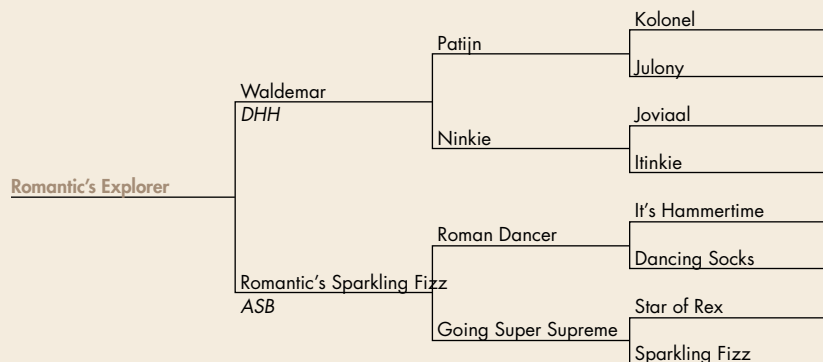 Kolonel
Patijn
Julony
Waldemar
DHH
Joviaal
Ninkie
Itinkie
Romantic's Explorer
It's Hammertime
Roman Dancer
Dancing Socks
Romantic's Sparkling Fizz
ASB
Star of Rex
Going Super Supreme
Sparkling Fizz